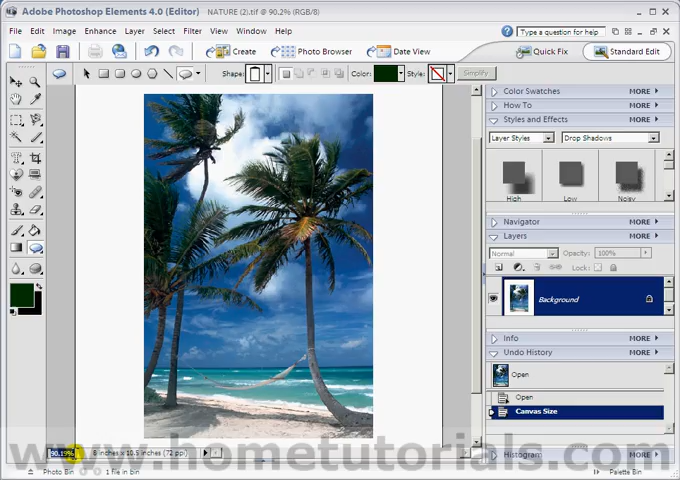 Adobe Photoshop Elements 4.0 (Editor) NATURE (2).tif @ 90.2% (RGB/8)
File Edit Image Enhance Layer Select Filter View Window Help Type a question for help
Create Photo Browser Date View Quick Fix Standard Edit
Shape: Color: Style: Simplify
Color Swatches MORE
How To MORE
Styles and Effects MORE
Layer Styles Drop Shadows
High Low Noisy
Navigator MORE
Layers MORE
Normal Opacity: 100%
Lock:
Background
Info MORE
Undo History MORE
Open
Open
Canvas Size
www.hometutorials.com
90.19% 8 inches x 10.5 inches (72 ppi)
Histogram MORE
Photo Bin 1 file in bin Palette Bin